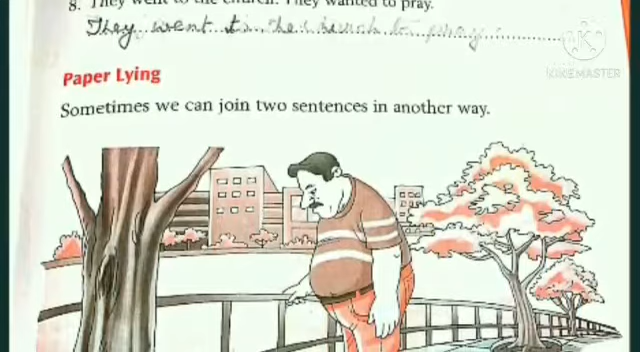 8. They went to the church. They wanted to pray.
They went to the church to pray.
KINEMASTER
Paper Lying
Sometimes we can join two sentences in another way.